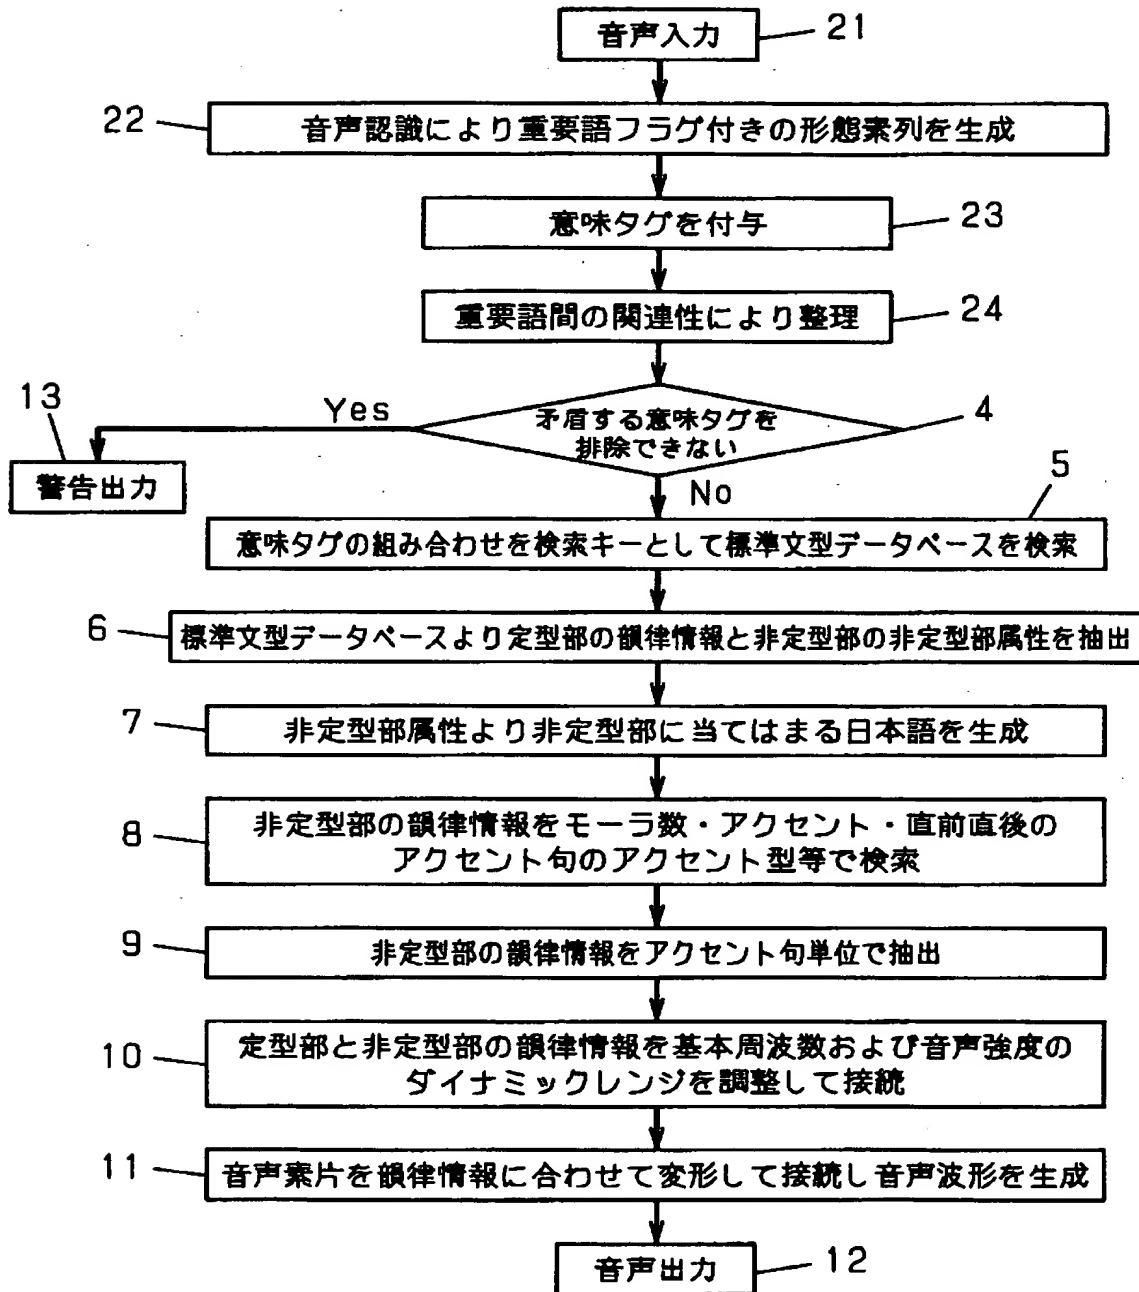 音声入力 21
22 音声認識により重要語フラグ付きの形態素列を生成
意味タグを付与 23
重要語間の関連性により整理 24
13 Yes 矛盾する意味タグを 4
排除できない
警告出力
No 5
意味タグの組み合わせを検索キーとして標準文型データベースを検索
6 標準文型データベースより定型部の韻律情報と非定型部の非定型部属性を抽出
7 非定型部属性より非定型部に当てはまる日本語を生成
8 非定型部の韻律情報をモーラ数・アクセント・直前直後の
アクセント句のアクセント型等で検索
9 非定型部の韻律情報をアクセント句単位で抽出
10 定型部と非定型部の韻律情報を基本周波数および音声強度の
ダイナミックレンジを調整して接続
11 音声素片を韻律情報に合わせて変形して接続し音声波形を生成
音声出力 12